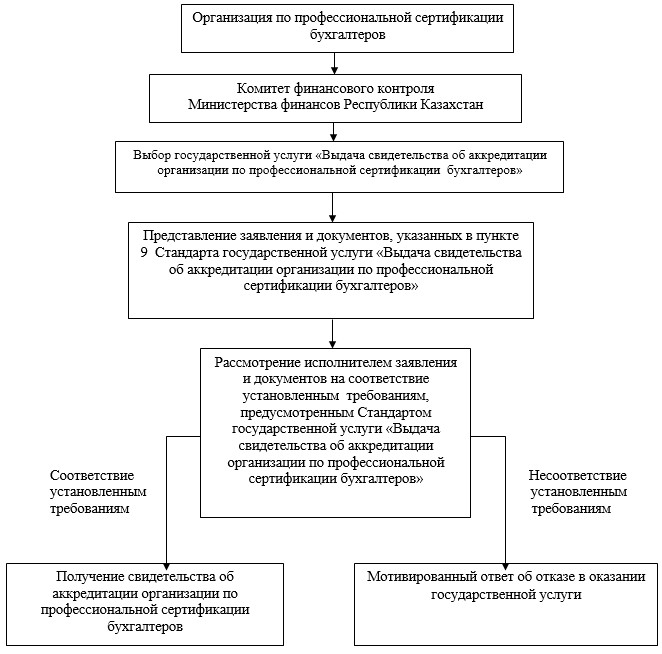 Организация по профессиональной сертификации
бухгалтеров
Комитет финансового контроля
Министерства финансов Республики Казахстан
Выбор государственной услуги «Выдача свидетельства об аккредитации
организации по профессиональной сертификации бухгалтеров»
Представление заявления и документов, указанных в пункте
9 Стандарта государственной услуги «Выдача свидетельства
об аккредитации организации по профессиональной
сертификации бухгалтеров»
Рассмотрение исполнителем заявления
и документов на соответствие
установленным требованиям,
предусмотренным Стандартом
государственной услуги «Выдача
свидетельства об аккредитации
организации по профессиональной
сертификации бухгалтеров»
Соответствие
установленным
требованиям
Несоответствие
установленным
требованиям
Получение свидетельства об
аккредитации организации по
профессиональной сертификации
бухгалтеров
Мотивированный ответ об отказе в оказании
государственной услуги